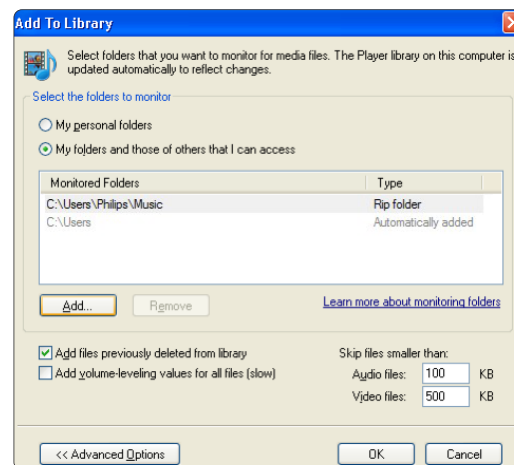 Add To Library
Select folders that you want to monitor for media files. The Player library on this computer is
updated automatically to reflect changes.
Select the folders to monitor
My personal folders
My folders and those of others that I can access
Monitored Folders Type
C:\Users\Philips\Music Rip folder
C:\Users Automatically added
Add... Remove Learn more about monitoring folders
Add files previously deleted from library Skip files smaller than:
Add volume-leveling values for all files (slow) Audio files: 100 KB
Video files: 500 KB
<< Advanced Options OK Cancel